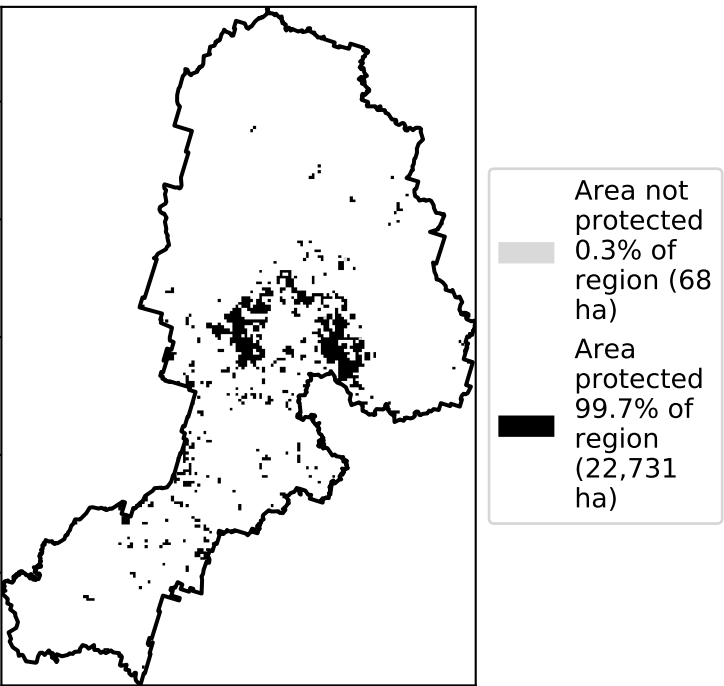 Area not
protected
0.3% of
region (68
ha)
Area
protected
99.7% of
region
(22,731
ha)